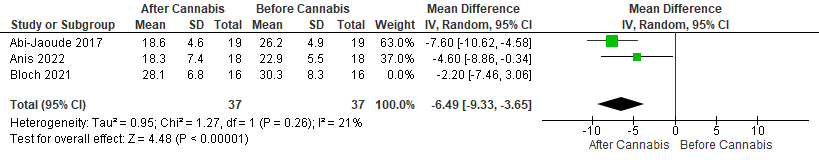 After Cannabis Before Cannabis Mean Difference Mean Difference
Study or Subgroup Mean SD Total Mean SD Total Weight IV, Random, 95% CI IV, Random, 95% CI
Abi-Jaoude 2017 18.6 4.6 19 26.2 4.9 19 63.0% -7.60 [-10.62, -4.58]
Anis 2022 18.3 7.4 18 22.9 5.5 18 37.0% -4.60 [-8.86, -0.34]
Bloch 2021 28.1 6.8 16 30.3 8.3 16 0.0% -2.20 [-7.46, 3.06]
Total (95% CI) 37 37 100.0% -6.49 [-9.33, -3.65]
Heterogeneity: Tau² = 0.95; Chi² = 1.27, df = 1 (P = 0.26); I² = 21%
Test for overall effect: Z = 4.48 (P < 0.00001)
-10 -5 0 5 10
After Cannabis Before Cannabis